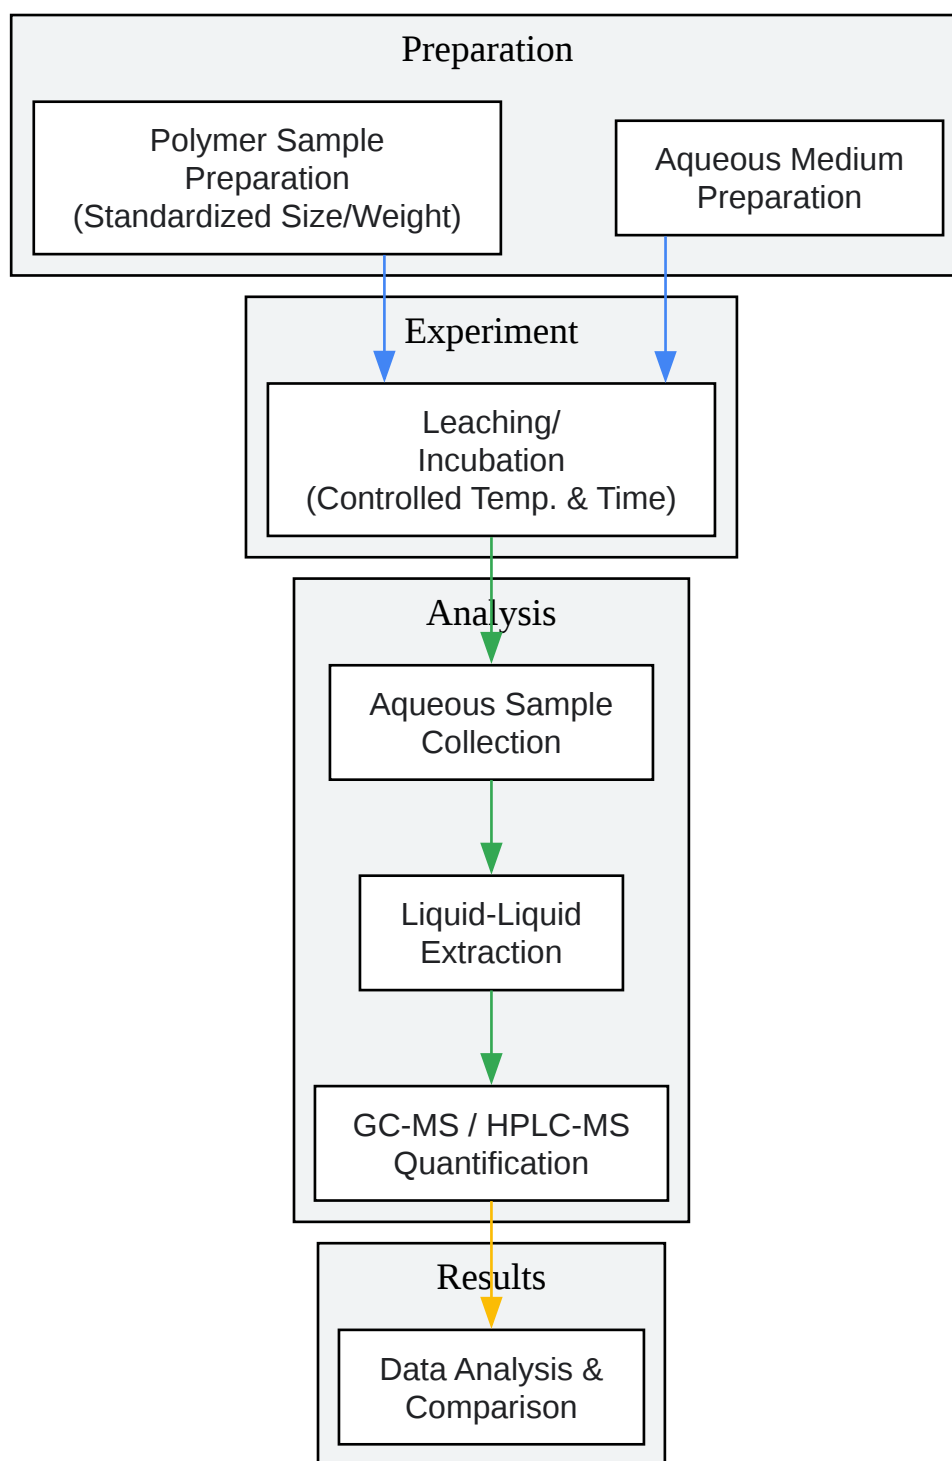 Preparation
Polymer Sample
Preparation
(Standardized Size/Weight)
Aqueous Medium
Preparation
Experiment
Leaching/
Incubation
(Controlled Temp. & Time)
Analysis
Aqueous Sample
Collection
Liquid-Liquid
Extraction
GC-MS / HPLC-MS
Quantification
Results
Data Analysis &
Comparison